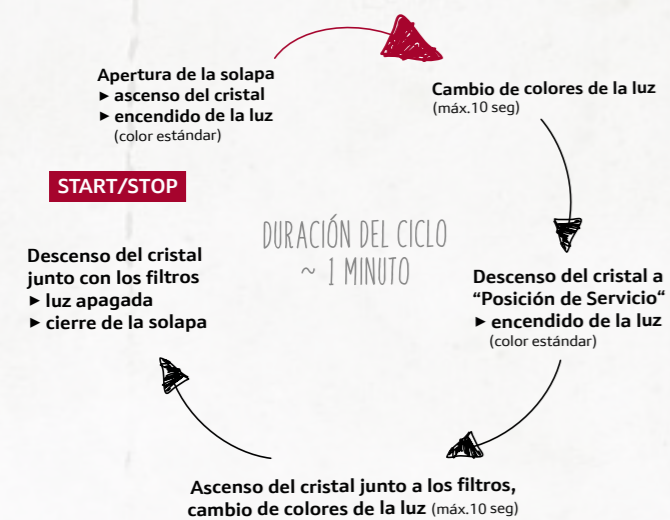 Apertura de la solapa
► ascenso del cristal
► encendido de la luz
(color estándar)
Cambio de colores de la luz
(máx.10 seg)
START/STOP
DURACIÓN DEL CICLO
~ 1 MINUTO
Descenso del cristal a
“Posición de Servicio“
► encendido de la luz
(color estándar)
Descenso del cristal
junto con los filtros
► luz apagada
► cierre de la solapa
Ascenso del cristal junto a los filtros,
cambio de colores de la luz (máx.10 seg)